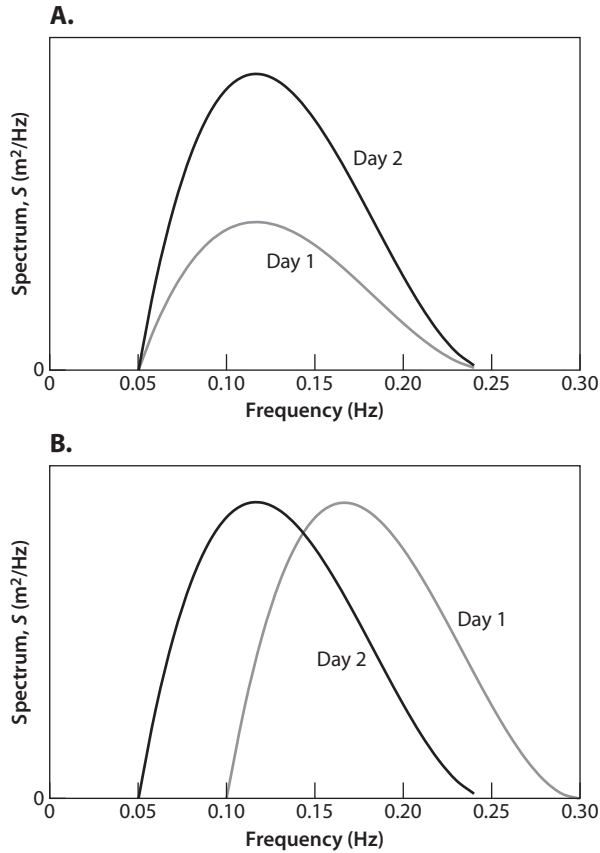 A.
Spectrum, S (m²/Hz)
Day 2
Day 1
0
0 0.05 0.10 0.15 0.20 0.25 0.30
Frequency (Hz)
B.
Spectrum, S (m²/Hz)
Day 1
Day 2
0
0 0.05 0.10 0.15 0.20 0.25 0.30
Frequency (Hz)